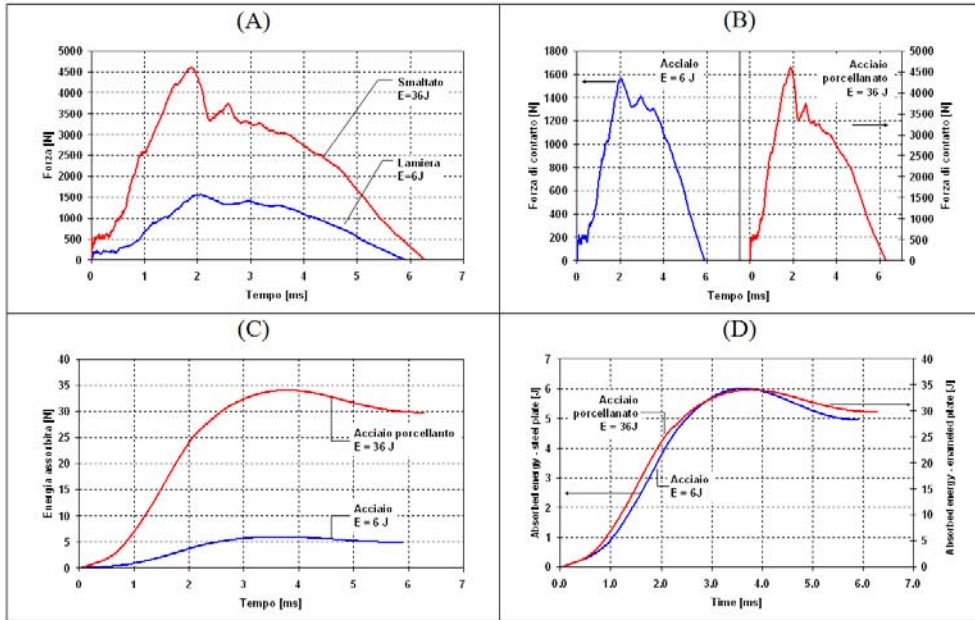 (A)
5000
4500
4000
3500
3000
2500
2000
1500
1000
500
0
Forza [N]
Smaltato
E=36J
Lamiera
E=6J
0 1 2 3 4 5 6 7
Tempo [ms]
(B)
1800
1600
1400
1200
1000
800
600
400
200
0
Forza di contatto [N]
Acciaio
E = 6 J
Acciaio
porcellanato
E = 36 J
5000
4500
4000
3500
3000
2500
2000
1500
1000
500
0
Forza di contatto [N]
0 2 4 6 0 2 4 6
Tempo [ms]
(C)
40
35
30
25
20
15
10
5
0
Energia assorbita [N]
Acciaio porcellanto
E = 36 J
Acciaio
E = 6 J
0 1 2 3 4 5 6 7
Tempo [ms]
(D)
7
6
5
4
3
2
1
0
Absorbed energy - steel plate [J]
Acciaio
porcellanato
E = 36J
Acciaio
E = 6J
40
35
30
25
20
15
10
5
0
Absorbed energy - enameled plate [J]
0.0 1.0 2.0 3.0 4.0 5.0 6.0 7.0
Time [ms]